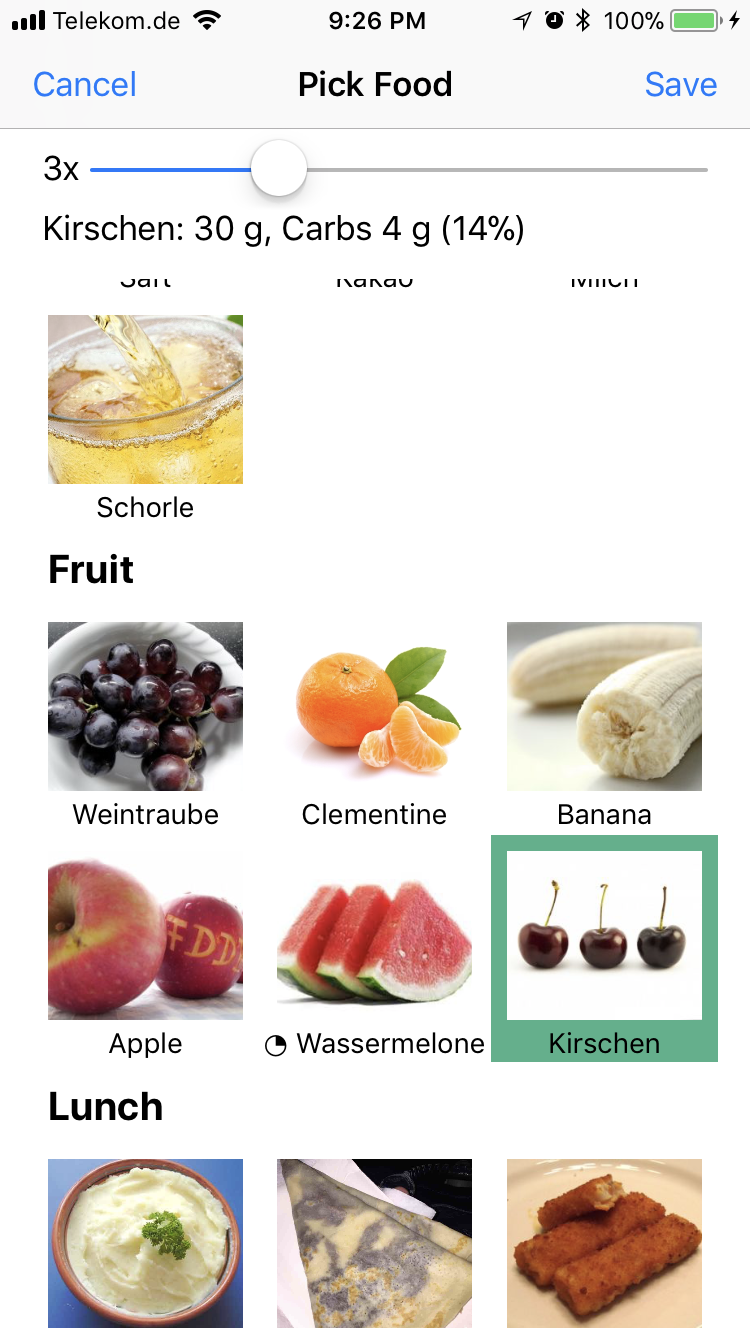 Telekom.de 9:26 PM 100%
Cancel Pick Food Save
3x
Kirschen: 30 g, Carbs 4 g (14%)
Saft Kakao Milch
Schorle
Fruit
Weintraube Clementine Banana
Apple Wassermelone Kirschen
Lunch